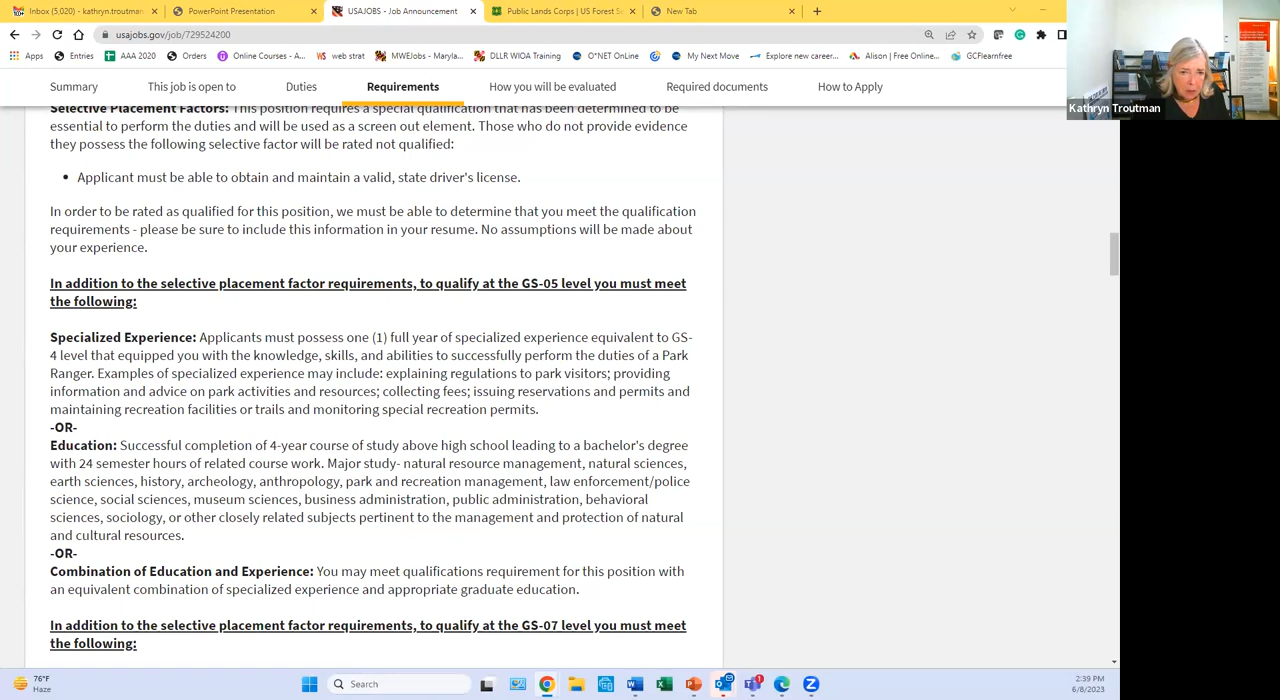 Inbox (5,020) - kathryn.troutman
PowerPoint Presentation
USAJOBS - Job Announcement
Public Lands Corps | US Forest Se
New Tab
usajobs.gov/job/729524200
Apps
Entries
AAA 2020
Orders
Online Courses - A...
WS web strat
MWEJobs - Maryla...
DLLR WIOA Training
O*NET OnLine
My Next Move
Explore new career...
Alison | Free Online...
GCFlearnfree
Summary
This job is open to
Duties
Requirements
How you will be evaluated
Required documents
How to Apply
Kathryn Troutman
Selective Placement Factors: This position requires a special qualification that has been determined to be
essential to perform the duties and will be used as a screen out element. Those who do not provide evidence
they possess the following selective factor will be rated not qualified:
• Applicant must be able to obtain and maintain a valid, state driver's license.
In order to be rated as qualified for this position, we must be able to determine that you meet the qualification
requirements - please be sure to include this information in your resume. No assumptions will be made about
your experience.
In addition to the selective placement factor requirements, to qualify at the GS-05 level you must meet
the following:
Specialized Experience: Applicants must possess one (1) full year of specialized experience equivalent to GS-
4 level that equipped you with the knowledge, skills, and abilities to successfully perform the duties of a Park
Ranger. Examples of specialized experience may include: explaining regulations to park visitors; providing
information and advice on park activities and resources; collecting fees; issuing reservations and permits and
maintaining recreation facilities or trails and monitoring special recreation permits.
-OR-
Education: Successful completion of 4-year course of study above high school leading to a bachelor's degree
with 24 semester hours of related course work. Major study- natural resource management, natural sciences,
earth sciences, history, archeology, anthropology, park and recreation management, law enforcement/police
science, social sciences, museum sciences, business administration, public administration, behavioral
sciences, sociology, or other closely related subjects pertinent to the management and protection of natural
and cultural resources.
-OR-
Combination of Education and Experience: You may meet qualifications requirement for this position with
an equivalent combination of specialized experience and appropriate graduate education.
In addition to the selective placement factor requirements, to qualify at the GS-07 level you must meet
the following:
76°F
Haze
Search
2:39 PM
6/8/2023